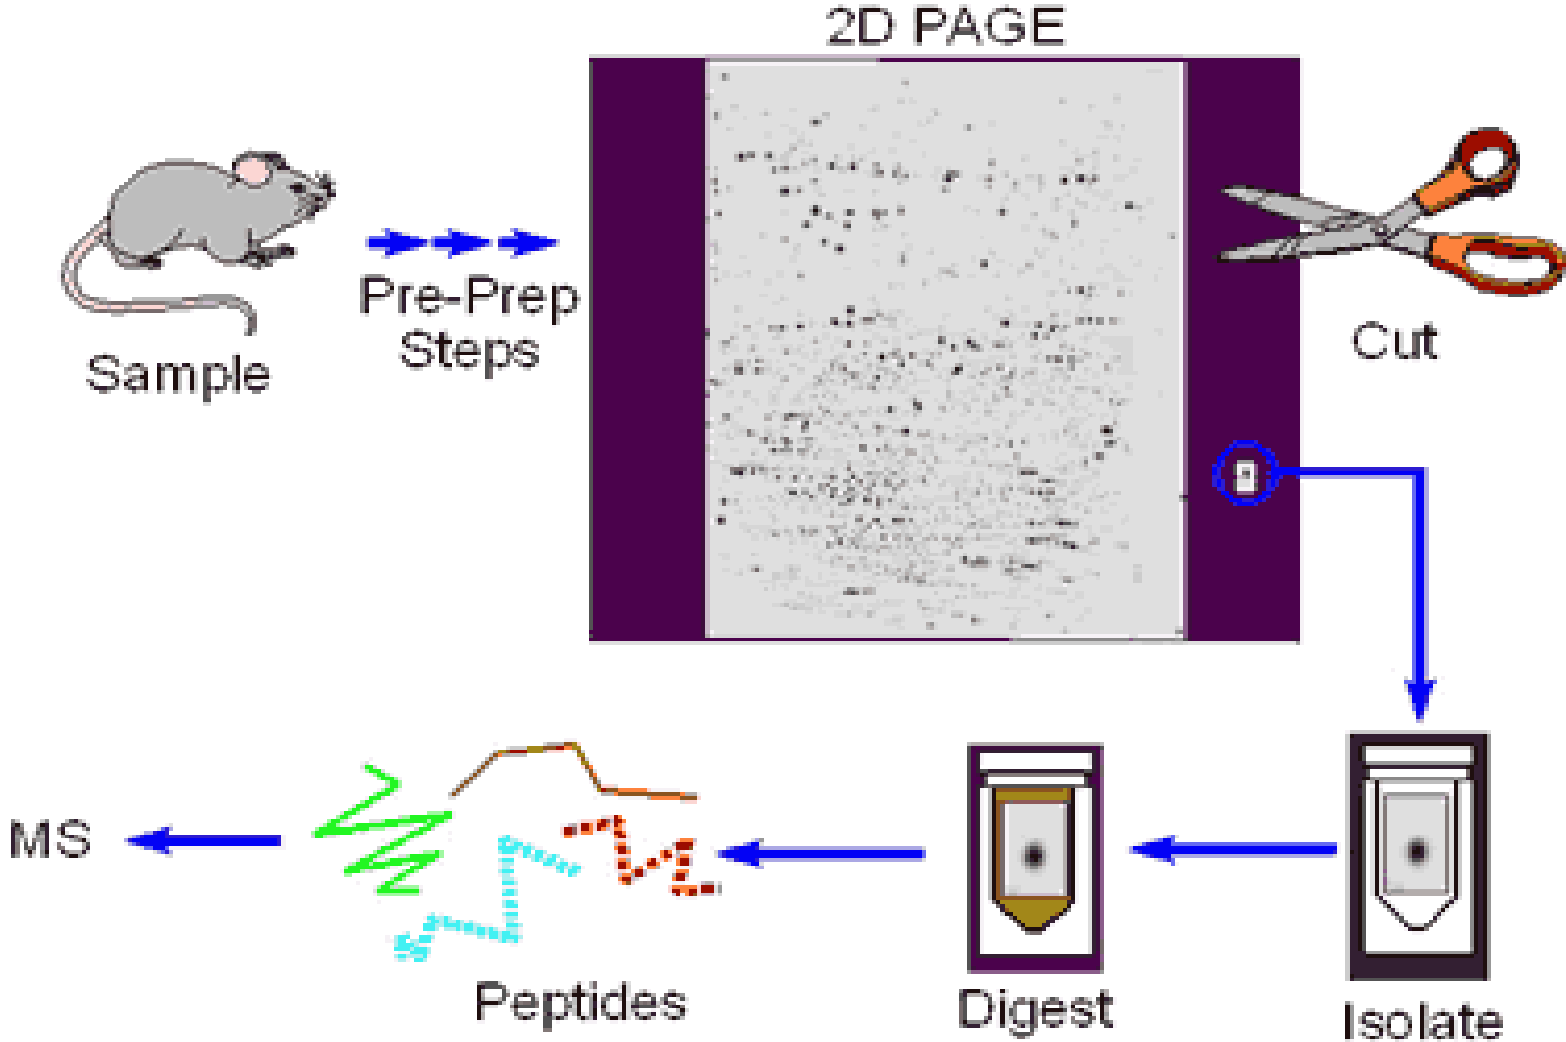 2D PAGE
Sample
Pre-Prep
Steps
Cut
MS
Peptides
Digest
Isolate